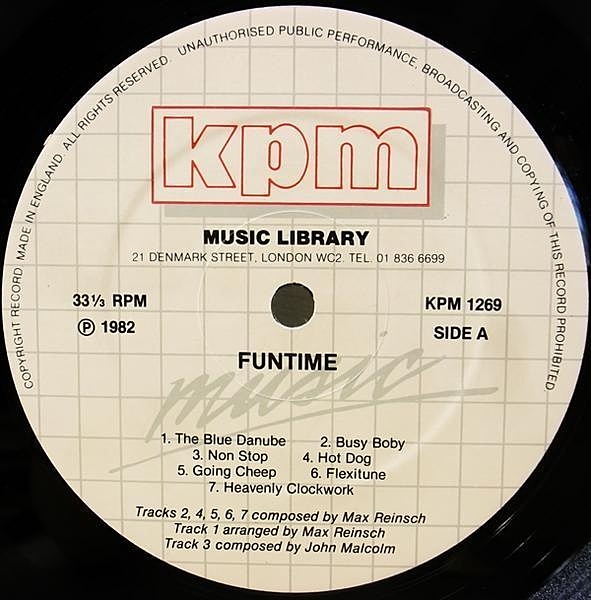 COPYRIGHT RECORD MADE IN ENGLAND. ALL RIGHTS RESERVED. UNAUTHORISED PUBLIC PERFORMANCE, BROADCASTING AND COPYING OF THIS RECORD PROHIBITED.
kpm
MUSIC LIBRARY
21 DENMARK STREET, LONDON WC2. TEL. 01 836 6699
33 1/3 RPM KPM 1269
Ⓟ 1982 SIDE A
FUNTIME
music
1. The Blue Danube 2. Busy Boby
3. Non Stop 4. Hot Dog
5. Going Cheep 6. Flexitune
7. Heavenly Clockwork
Tracks 2, 4, 5, 6, 7 composed by Max Reinsch
Track 1 arranged by Max Reinsch
Track 3 composed by John Malcolm